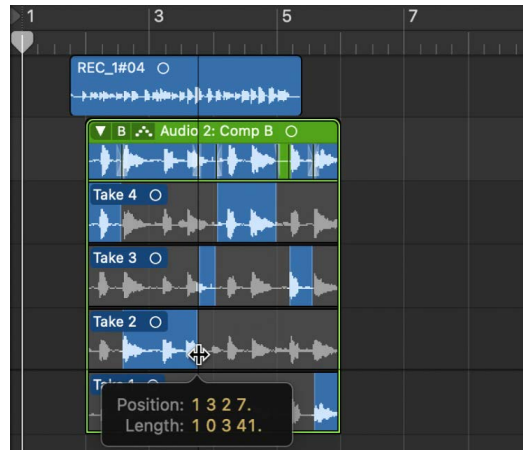 1 3 5 7
REC_1#04
B Audio 2: Comp B
Take 4
Take 3
Take 2
Position: 1 3 2 7.
Length: 1 0 3 41.